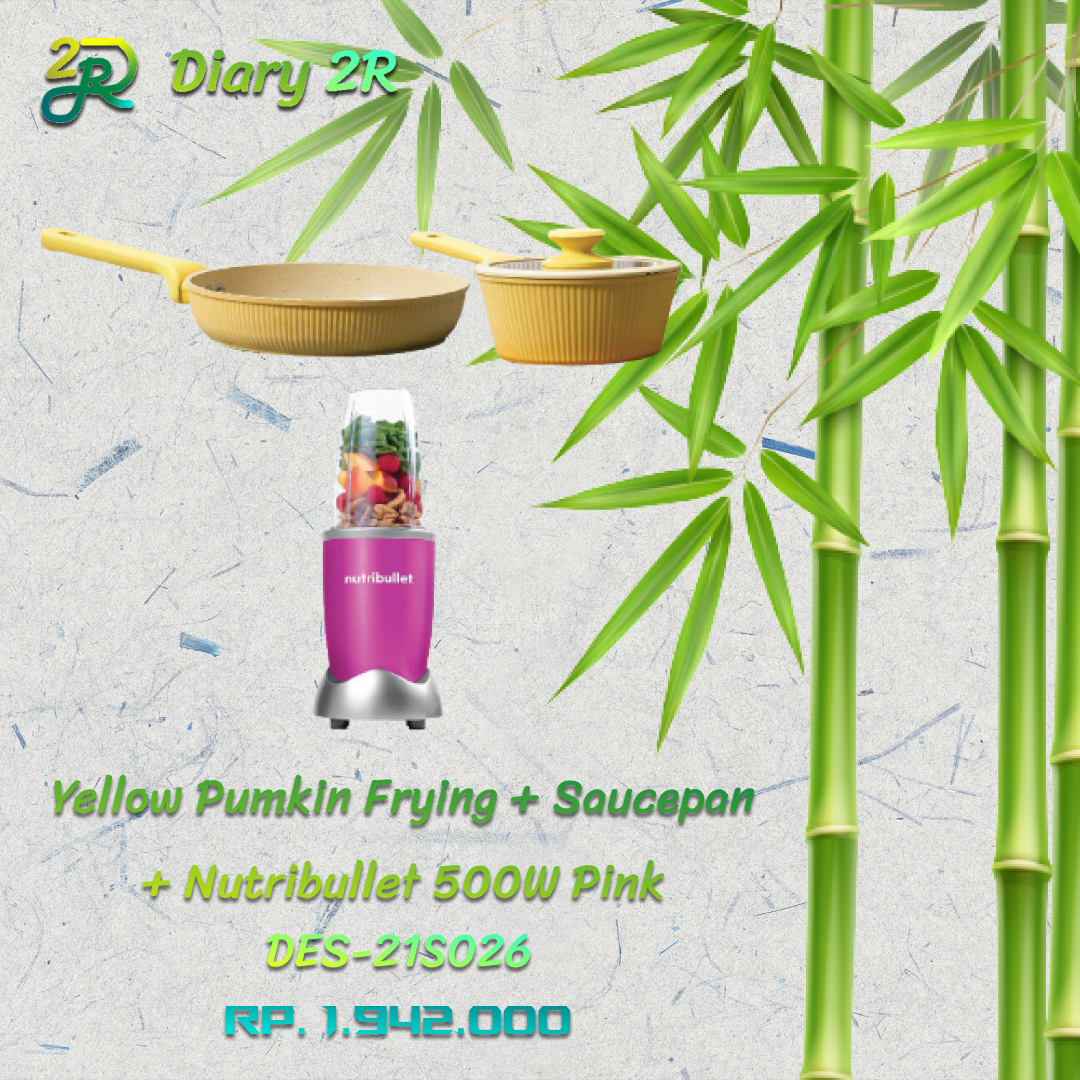 2R Diary 2R
nutribullet
Yellow Pumkin Frying + Saucepan
+ Nutribullet 500W Pink
DES-21S026
RP. 1.942.000